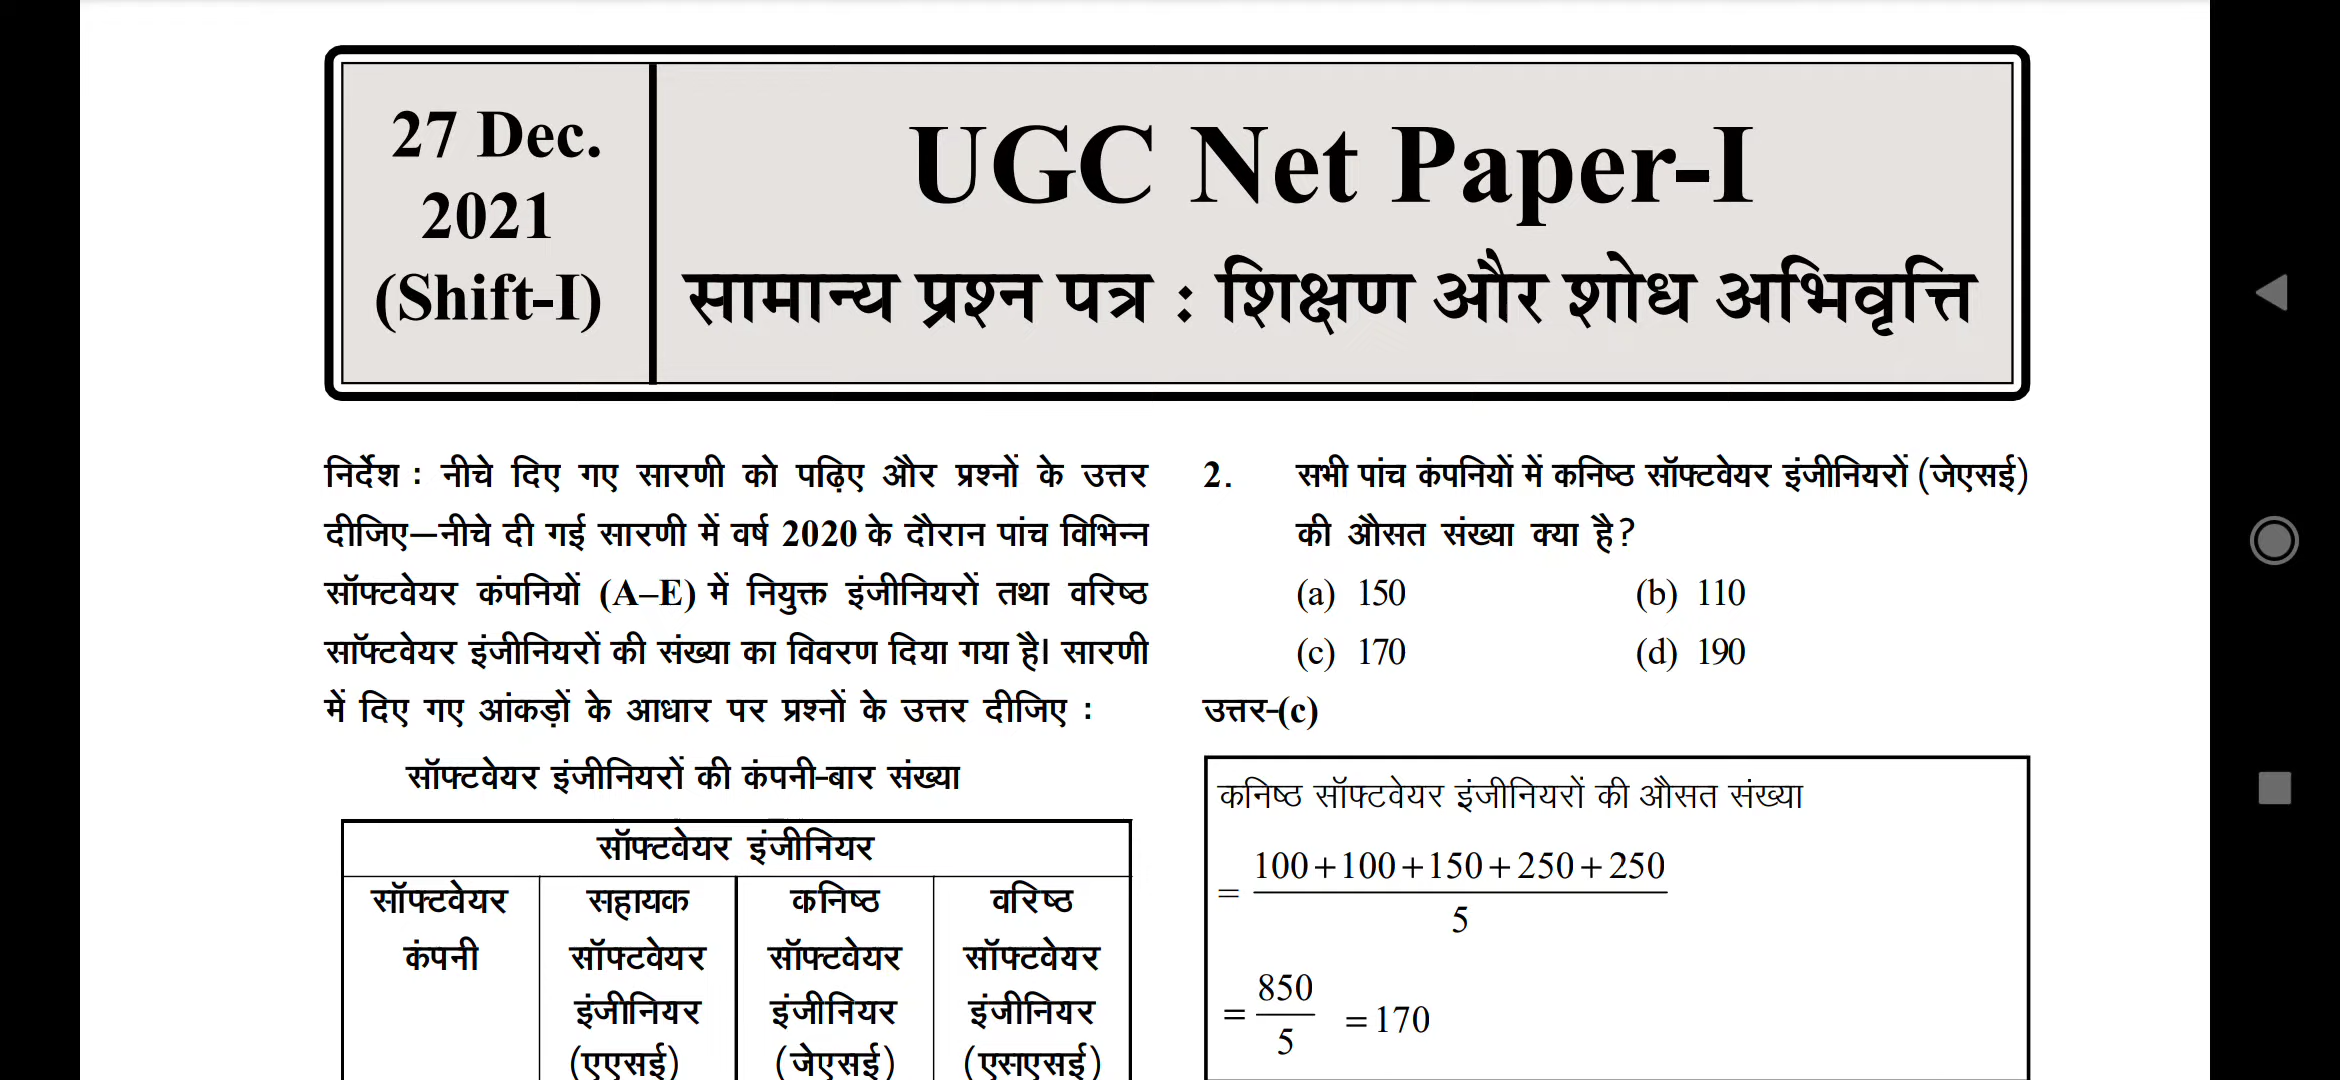 27 Dec.
2021
(Shift-I)
UGC Net Paper-I
सामान्य प्रश्न पत्र : शिक्षण और शोध अभिवृत्ति
निर्देश : नीचे दिए गए सारणी को पढ़िए और प्रश्नों के उत्तर
दीजिए—नीचे दी गई सारणी में वर्ष 2020 के दौरान पांच विभिन्न
सॉफ्टवेयर कंपनियों (A–E) में नियुक्त इंजीनियरों तथा वरिष्ठ
सॉफ्टवेयर इंजीनियरों की संख्या का विवरण दिया गया है। सारणी
में दिए गए आंकड़ों के आधार पर प्रश्नों के उत्तर दीजिए :
सॉफ्टवेयर इंजीनियरों की कंपनी-बार संख्या
सॉफ्टवेयर इंजीनियर
सॉफ्टवेयर सहायक कनिष्ठ वरिष्ठ
कंपनी सॉफ्टवेयर सॉफ्टवेयर सॉफ्टवेयर
इंजीनियर इंजीनियर इंजीनियर
(एएसई) (जेएसई) (एसएसई)
2. सभी पांच कंपनियों में कनिष्ठ सॉफ्टवेयर इंजीनियरों (जेएसई)
की औसत संख्या क्या है?
(a) 150 (b) 110
(c) 170 (d) 190
उत्तर-(c)
कनिष्ठ सॉफ्टवेयर इंजीनियरों की औसत संख्या
= 100+100+150+250+250
5
= 850 =170
5